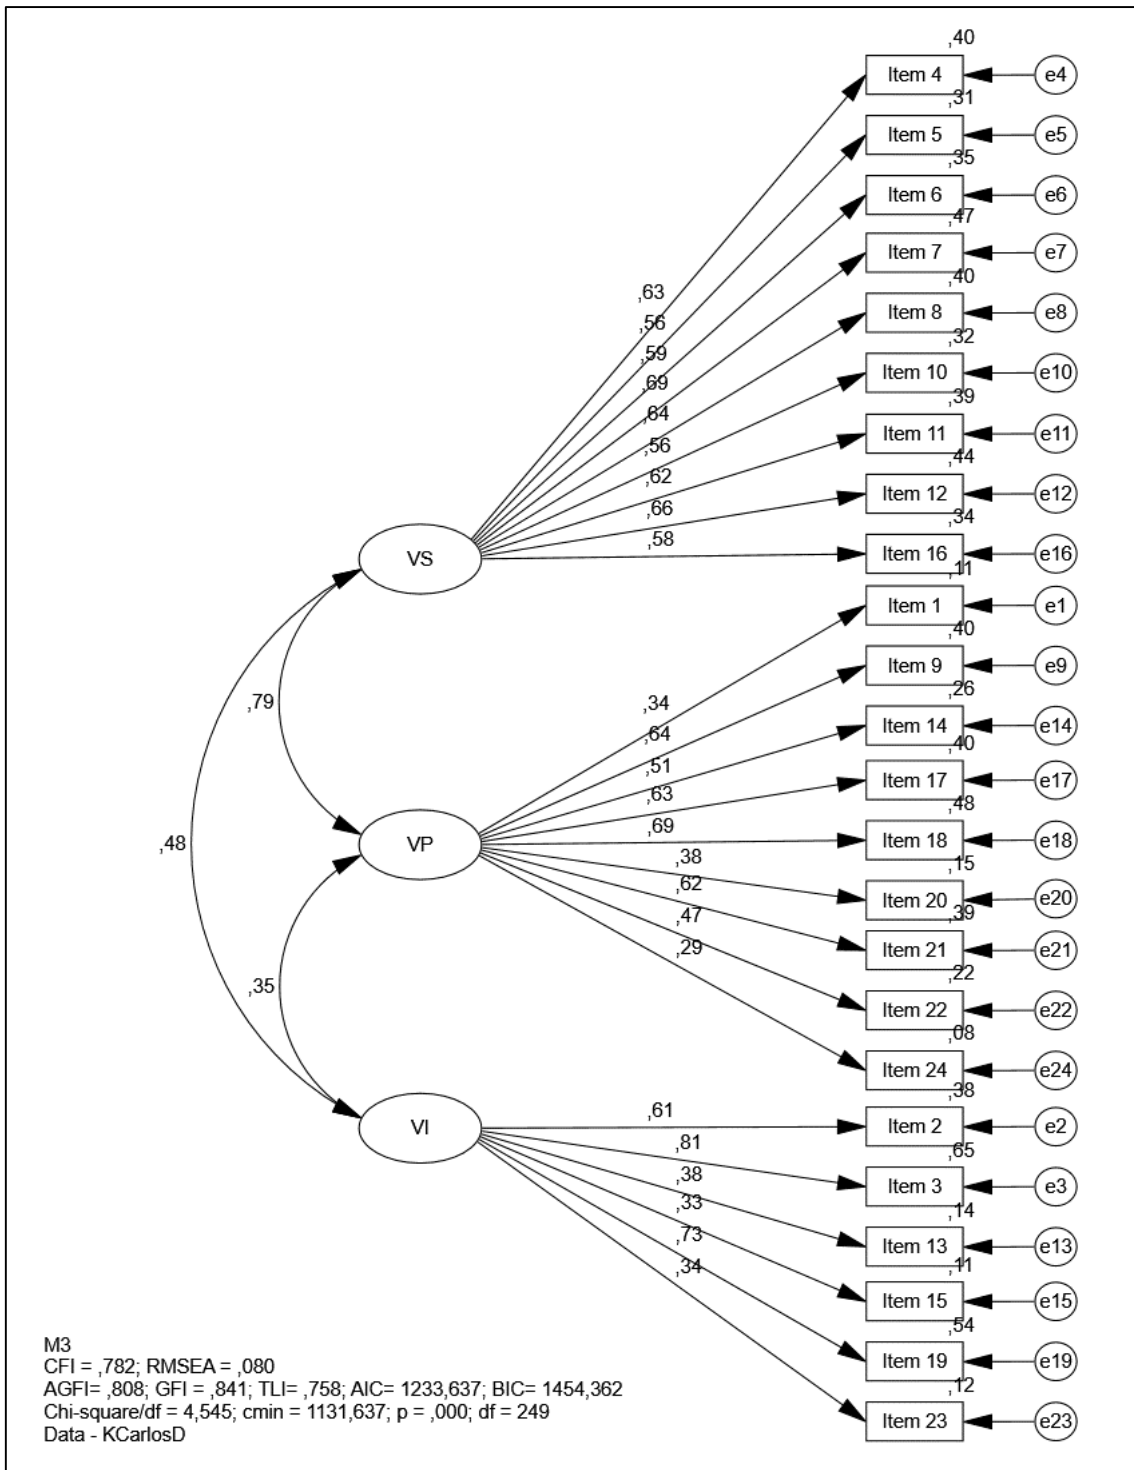 ,40
Item 4 e4
,31
Item 5 e5
,35
Item 6 e6
,47
Item 7 e7
,40
Item 8 e8
,32
Item 10 e10
,39
Item 11 e11
,44
Item 12 e12
,34
Item 16 e16
,11
Item 1 e1
,40
Item 9 e9
,26
Item 14 e14
,40
Item 17 e17
,48
Item 18 e18
,15
Item 20 e20
,39
Item 21 e21
,22
Item 22 e22
,08
Item 24 e24
,38
Item 2 e2
,65
Item 3 e3
,14
Item 13 e13
,11
Item 15 e15
,54
Item 19 e19
,12
Item 23 e23
,63
,56
,59
,69
,64
,56
,62
,66
,58
VS
,79
,34
,64
,51
,63
,69
,38
,62
,47
,29
VP
,48
,35
,61
,81
,38
,33
,73
,34
VI
M3
CFI = ,782; RMSEA = ,080
AGFI= ,808; GFI = ,841; TLI= ,758; AIC= 1233,637; BIC= 1454,362
Chi-square/df = 4,545; cmin = 1131,637; p = ,000; df = 249
Data - KCarlosD